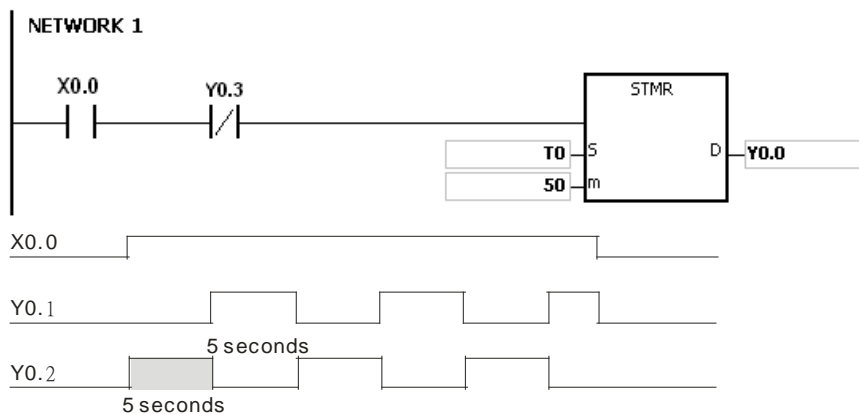 NETWORK 1
X0.0
Y0.3
STMR
T0 S D Y0.0
50 m
X0.0
Y0.1
5 seconds
Y0.2
5 seconds